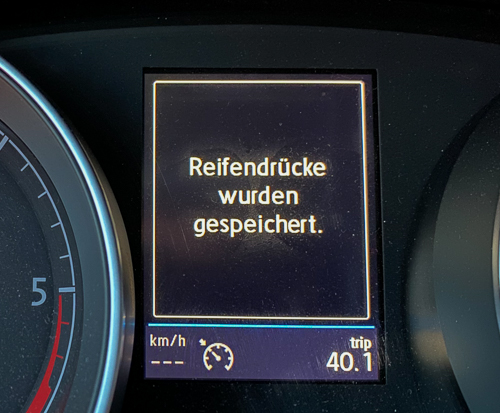 Reifendrücke
wurden
gespeichert.
5
km/h
trip
---
40.1